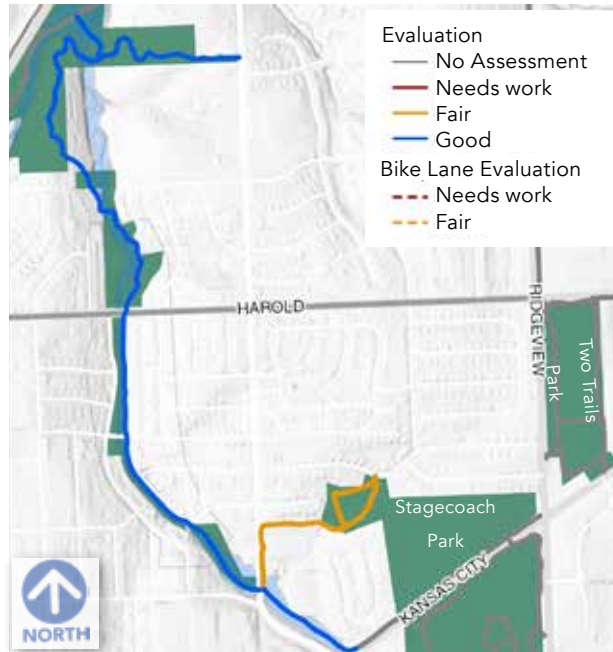 Evaluation
No Assessment
Needs work
Fair
Good
Bike Lane Evaluation
Needs work
Fair
HAROLD
RIDGEVIEW
Two Trails
Park
Stagecoach
Park
KANSAS CITY
NORTH